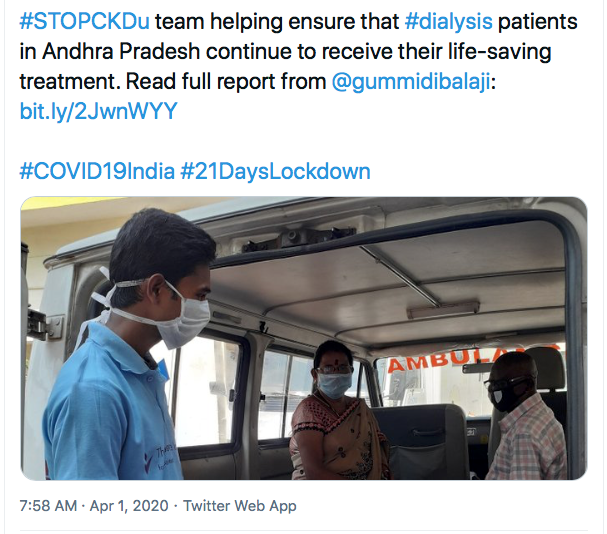 #STOPCKDu team helping ensure that #dialysis patients
in Andhra Pradesh continue to receive their life-saving
treatment. Read full report from @gummidibalaji:
bit.ly/2JwnWYY
#COVID19India #21DaysLockdown
AMBULA
7:58 AM · Apr 1, 2020 · Twitter Web App